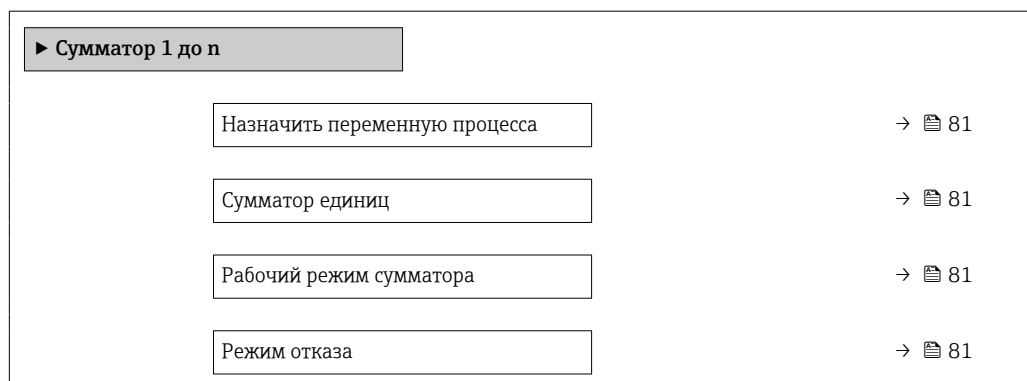 ▶ Сумматор 1 до n
Назначить переменную процесса → 81
Сумматор единиц → 81
Рабочий режим сумматора → 81
Режим отказа → 81